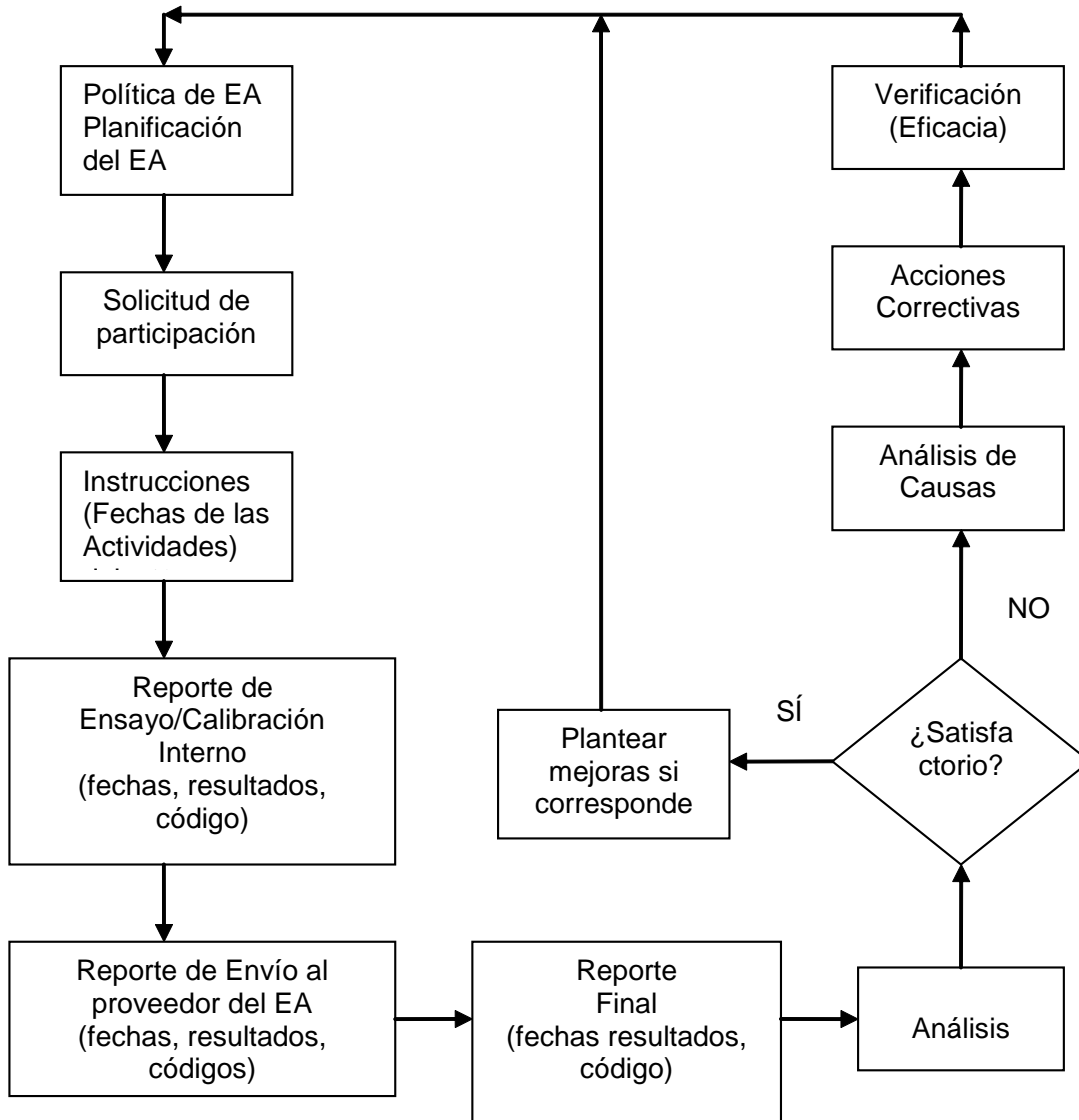 Política de EA
Planificación
del EA
Solicitud de
participación
Instrucciones
(Fechas de las
Actividades)
Reporte de
Ensayo/Calibración
Interno
(fechas, resultados,
código)
Reporte de Envío al
proveedor del EA
(fechas, resultados,
códigos)
Reporte
Final
(fechas resultados,
código)
Análisis
¿Satisfa
ctorio?
SÍ
Plantear
mejoras si
corresponde
NO
Análisis de
Causas
Acciones
Correctivas
Verificación
(Eficacia)